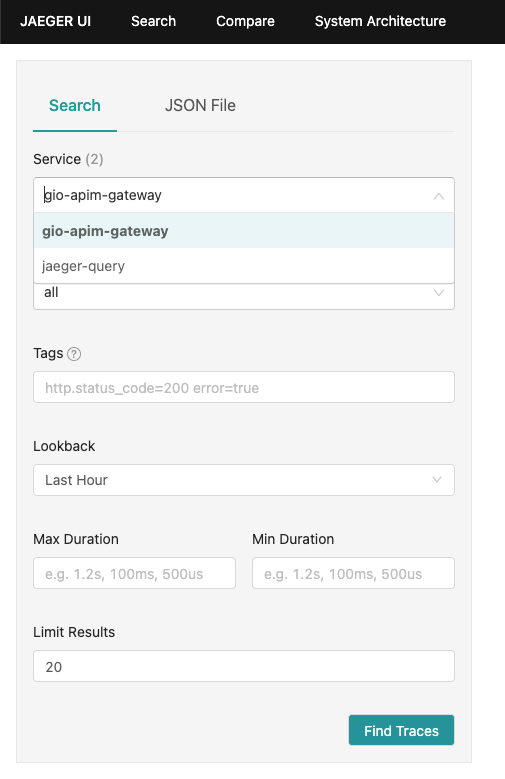 JAEGER UI Search Compare System Architecture
Search JSON File
Service (2)
gio-apim-gateway
gio-apim-gateway
jaeger-query
all
Tags ?
http.status_code=200 error=true
Lookback
Last Hour
Max Duration Min Duration
e.g. 1.2s, 100ms, 500us e.g. 1.2s, 100ms, 500us
Limit Results
20
Find Traces